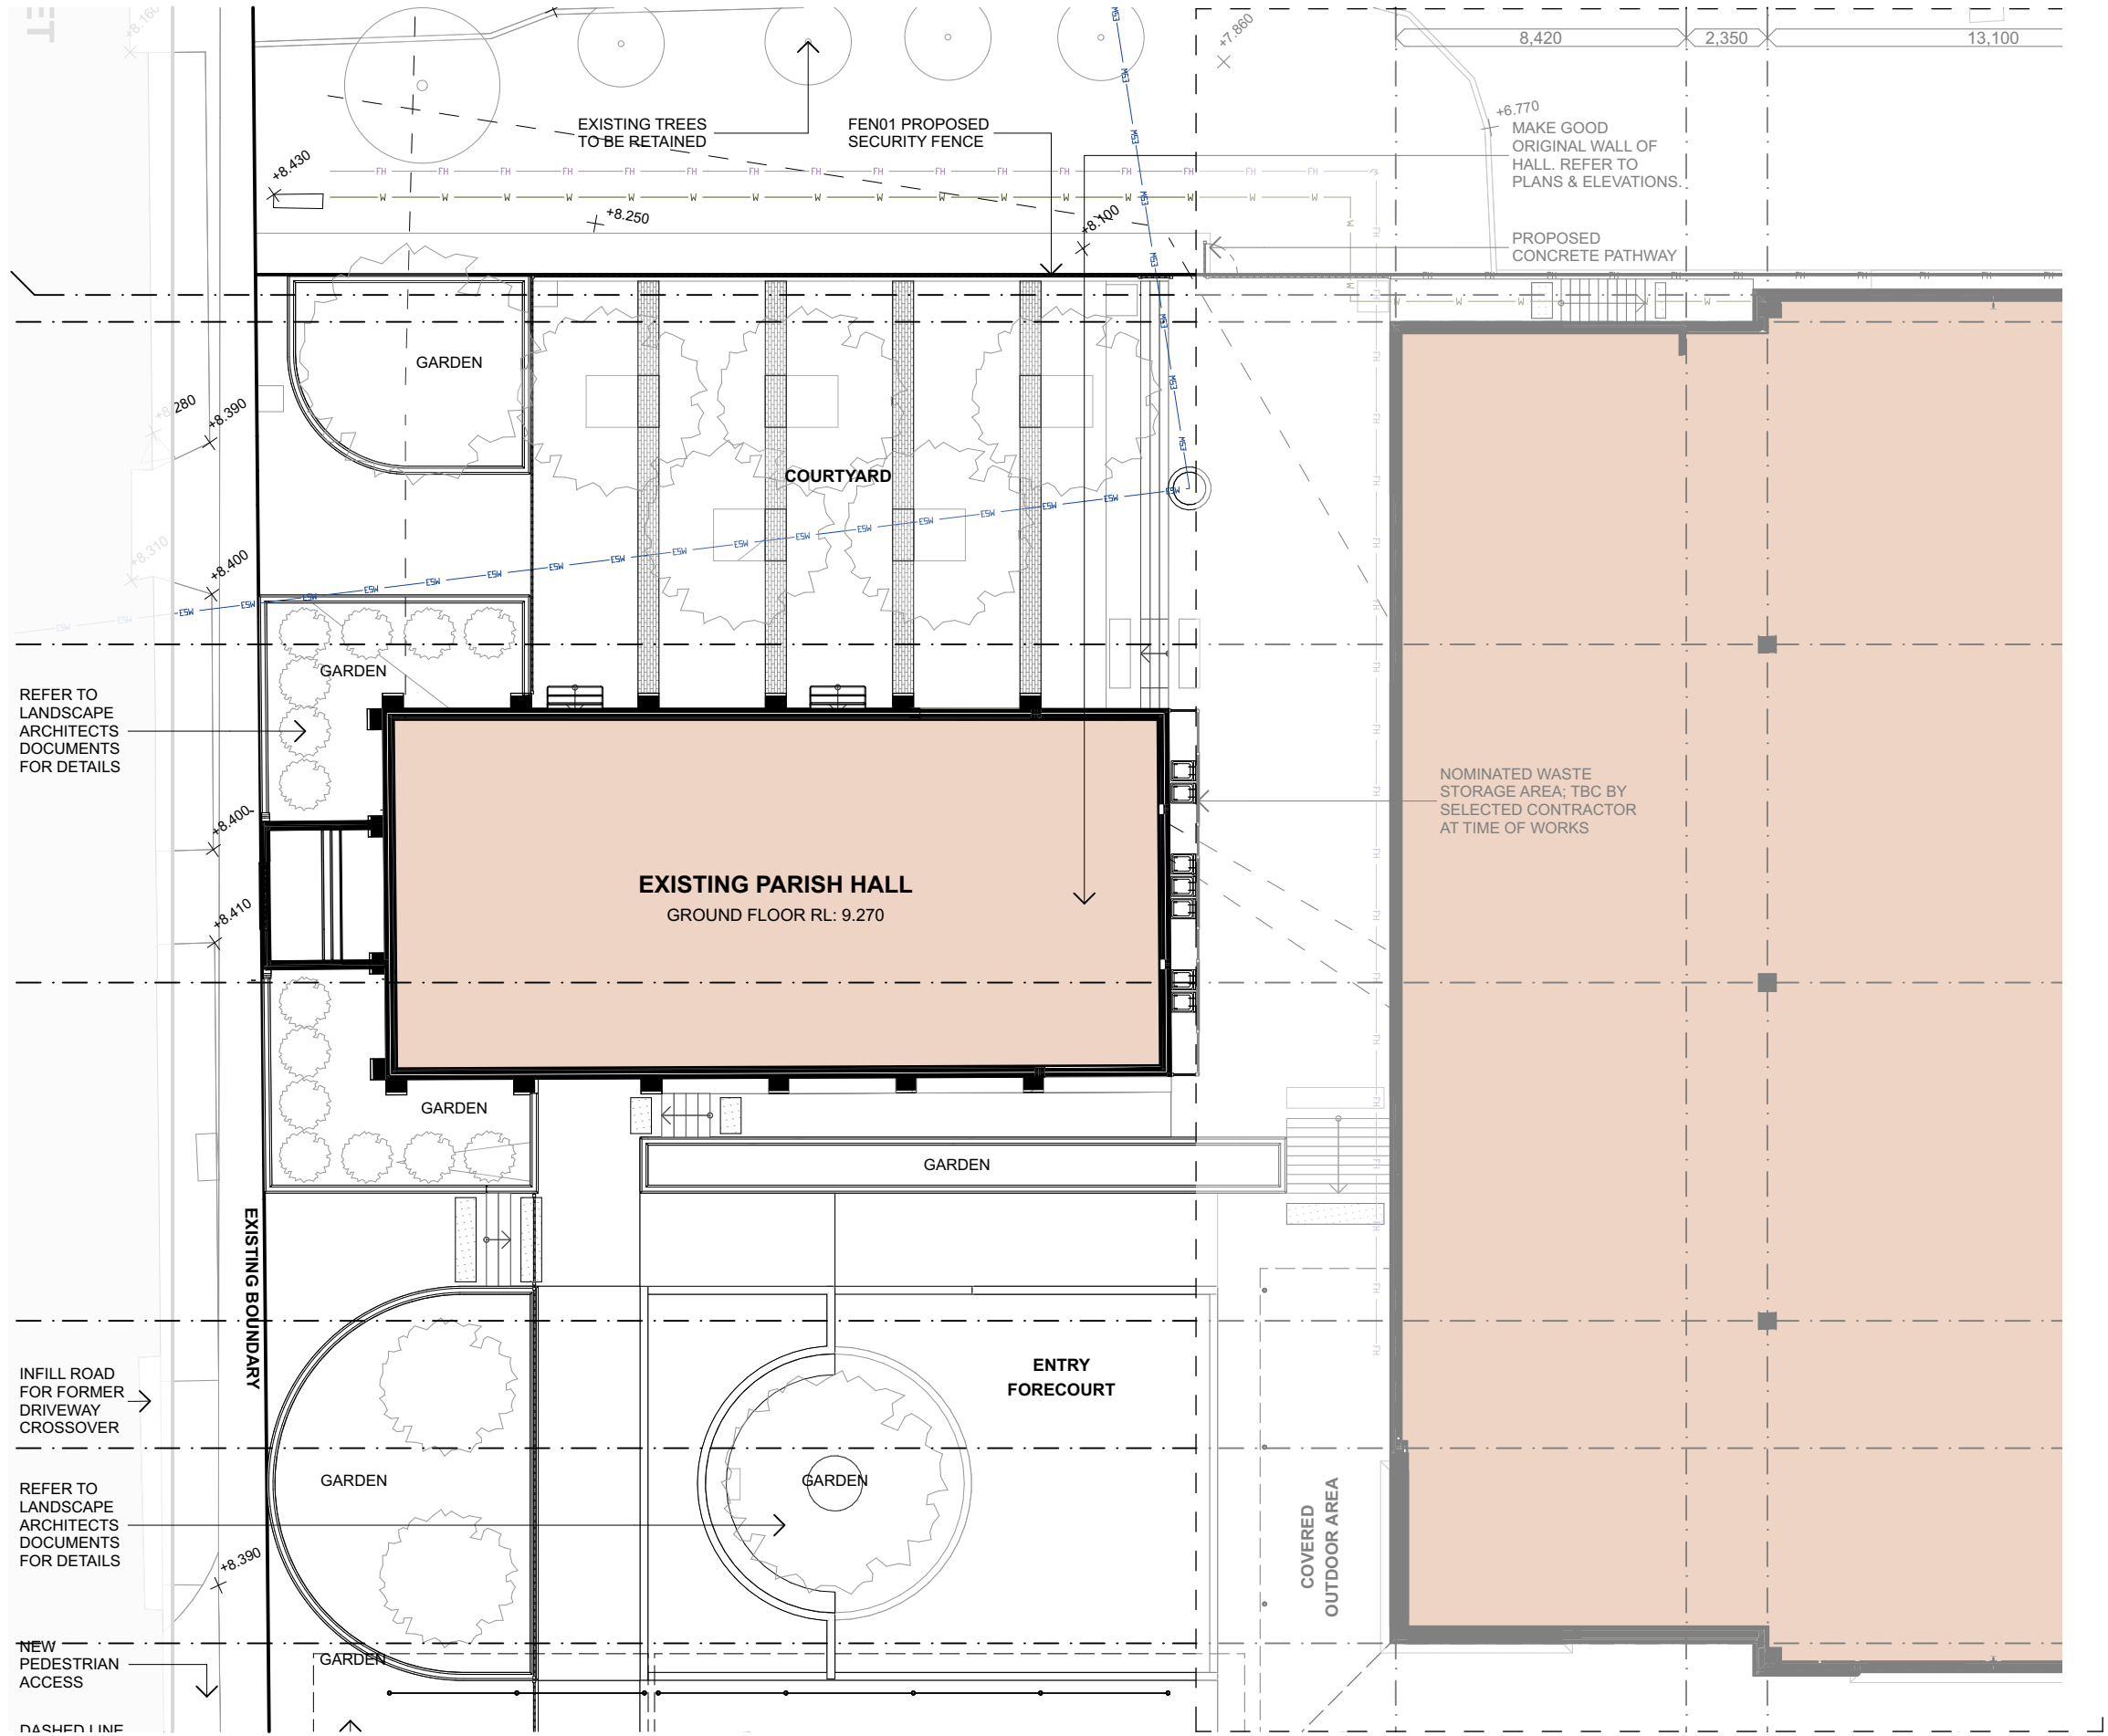 ET
+8.160
+7.860
8,420
2,350
13,100
+6.770
EXISTING TREES
TO BE RETAINED
FEN01 PROPOSED
SECURITY FENCE
MAKE GOOD
ORIGINAL WALL OF
HALL. REFER TO
PLANS & ELEVATIONS.
+8.430
+8.250
+8.100
PROPOSED
CONCRETE PATHWAY
GARDEN
+8.280
+8.390
COURTYARD
+8.310
+8.400
GARDEN
REFER TO
LANDSCAPE
ARCHITECTS
DOCUMENTS
FOR DETAILS
NOMINATED WASTE
STORAGE AREA; TBC BY
SELECTED CONTRACTOR
AT TIME OF WORKS
+8.400
EXISTING PARISH HALL
GROUND FLOOR RL: 9.270
+8.410
GARDEN
GARDEN
EXISTING BOUNDARY
ENTRY
FORECOURT
INFILL ROAD
FOR FORMER
DRIVEWAY
CROSSOVER
GARDEN
GARDEN
REFER TO
LANDSCAPE
ARCHITECTS
DOCUMENTS
FOR DETAILS
+8.390
COVERED
OUTDOOR AREA
NEW
PEDESTRIAN
ACCESS
GARDEN
DASHED LINE